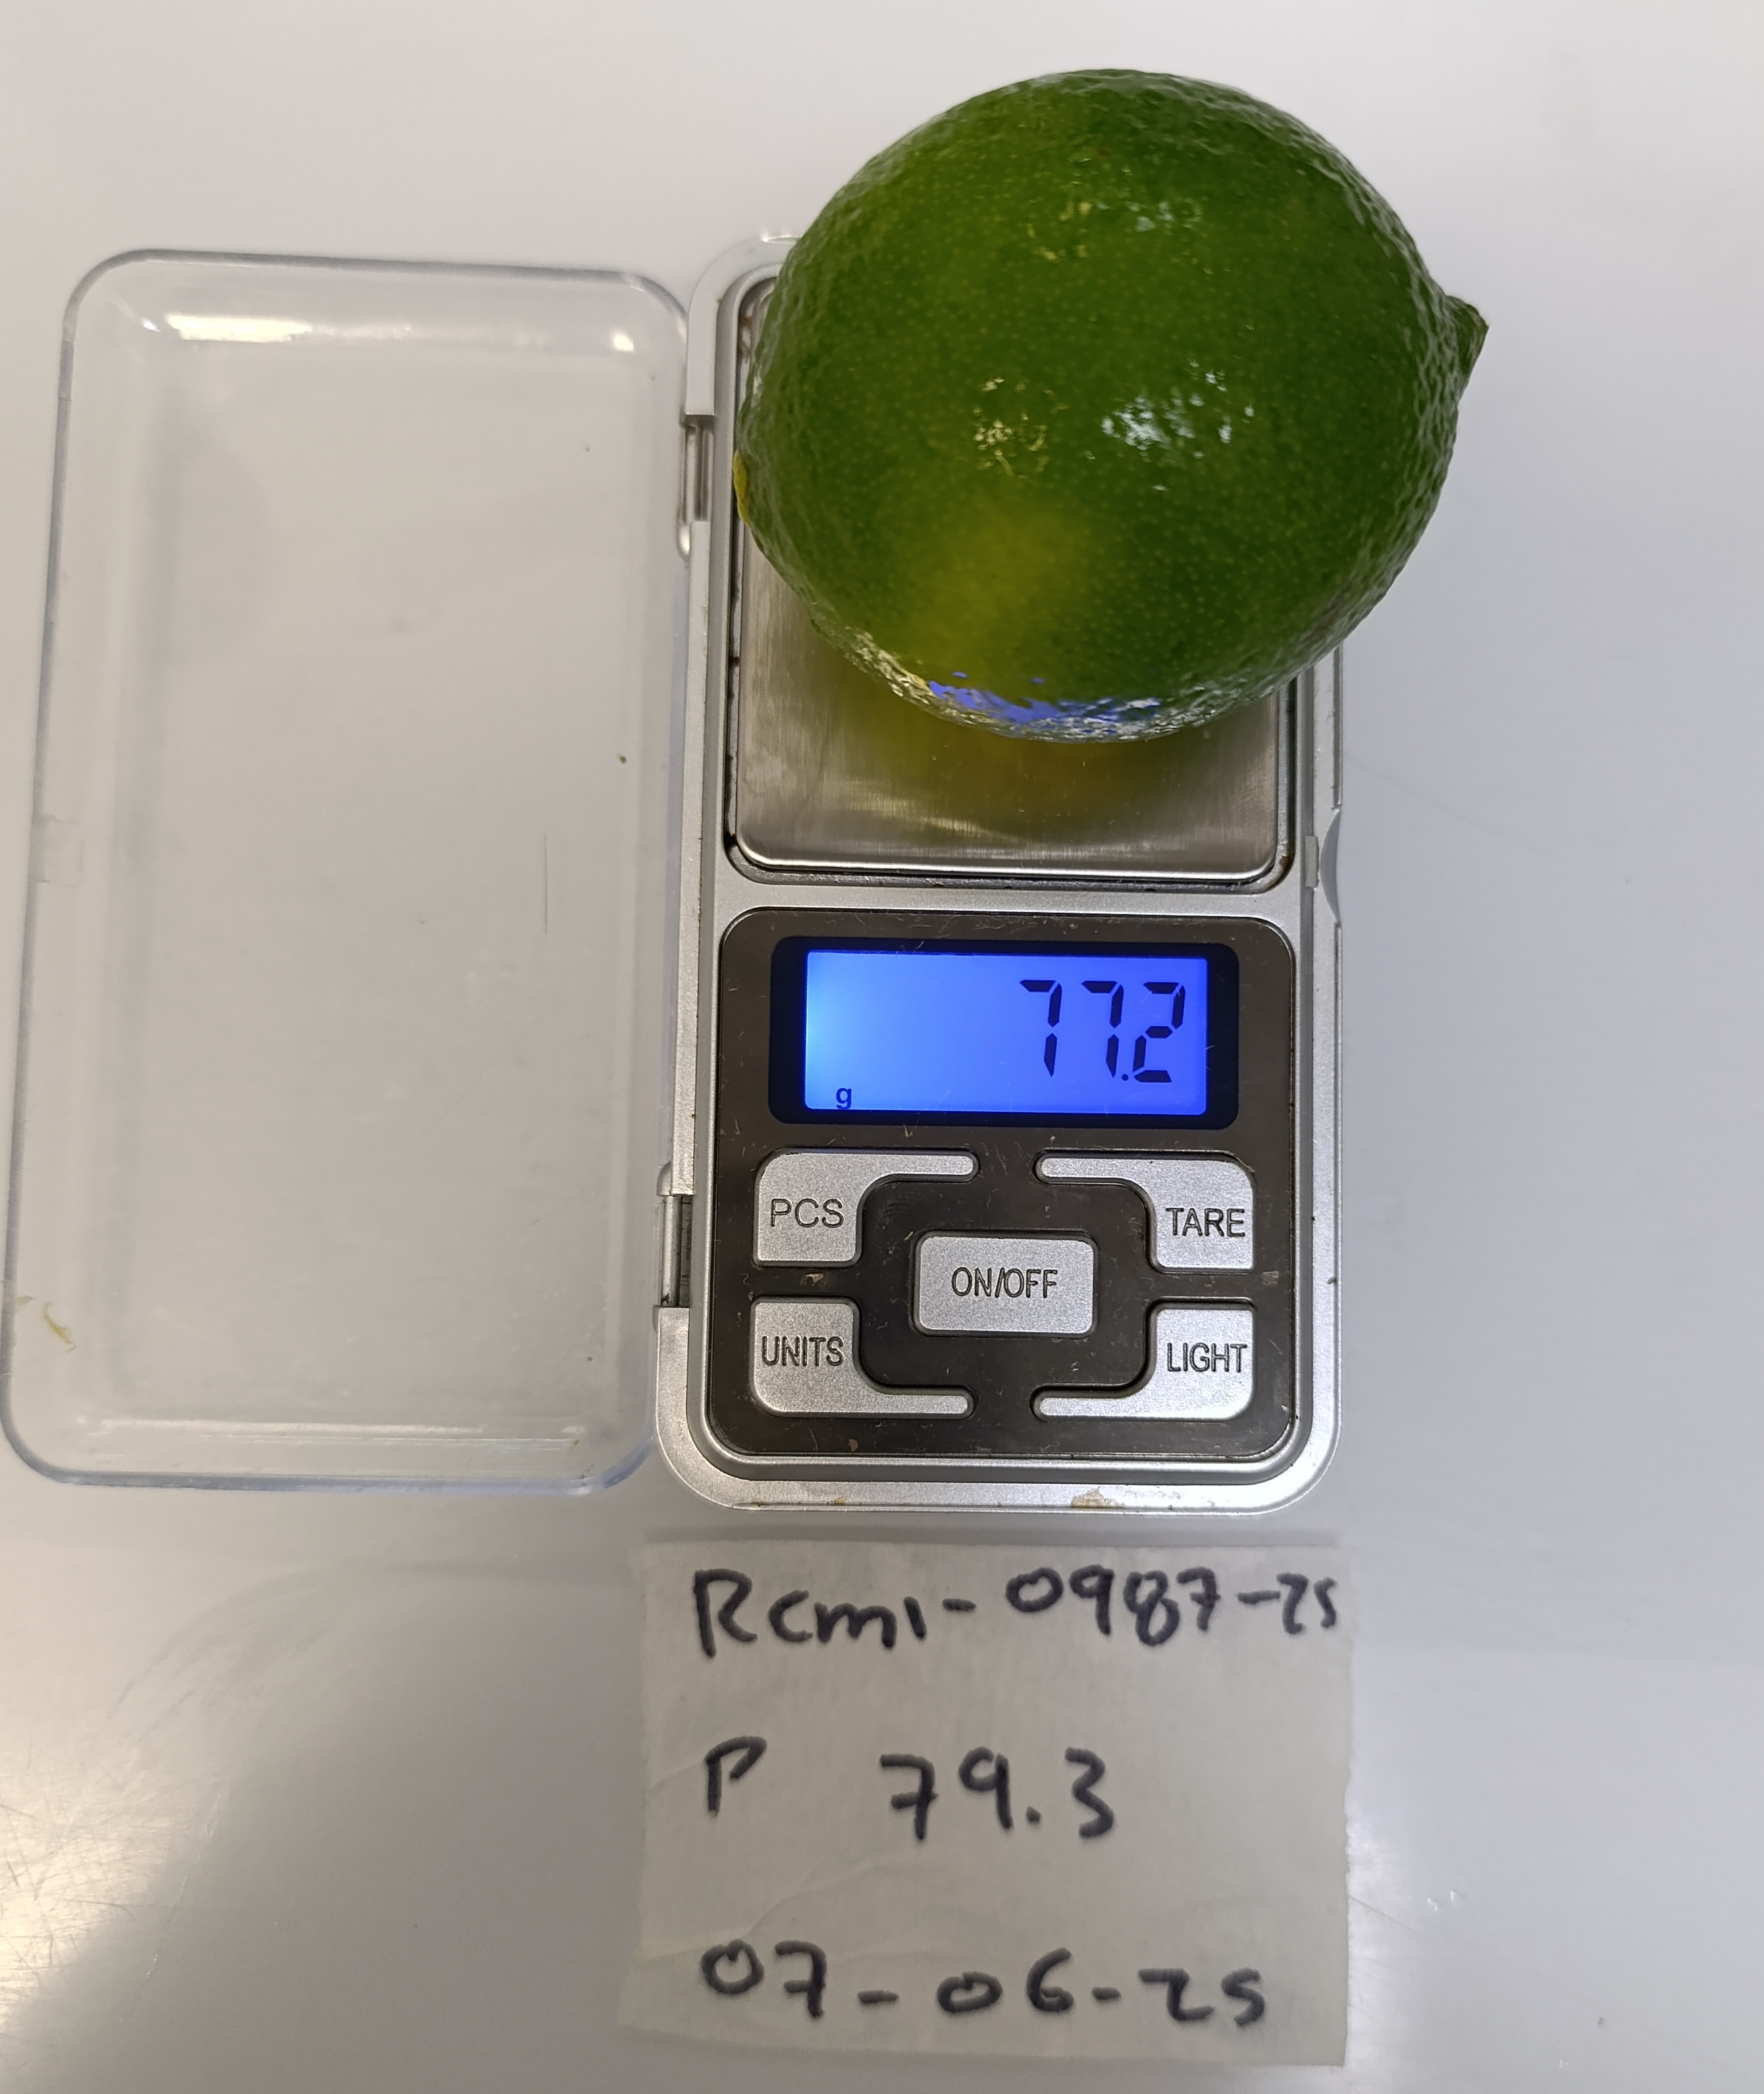 77.2
g
PCS
TARE
ON/OFF
UNITS
LIGHT
Rcm1-0987-25
P 79.3
07-06-25